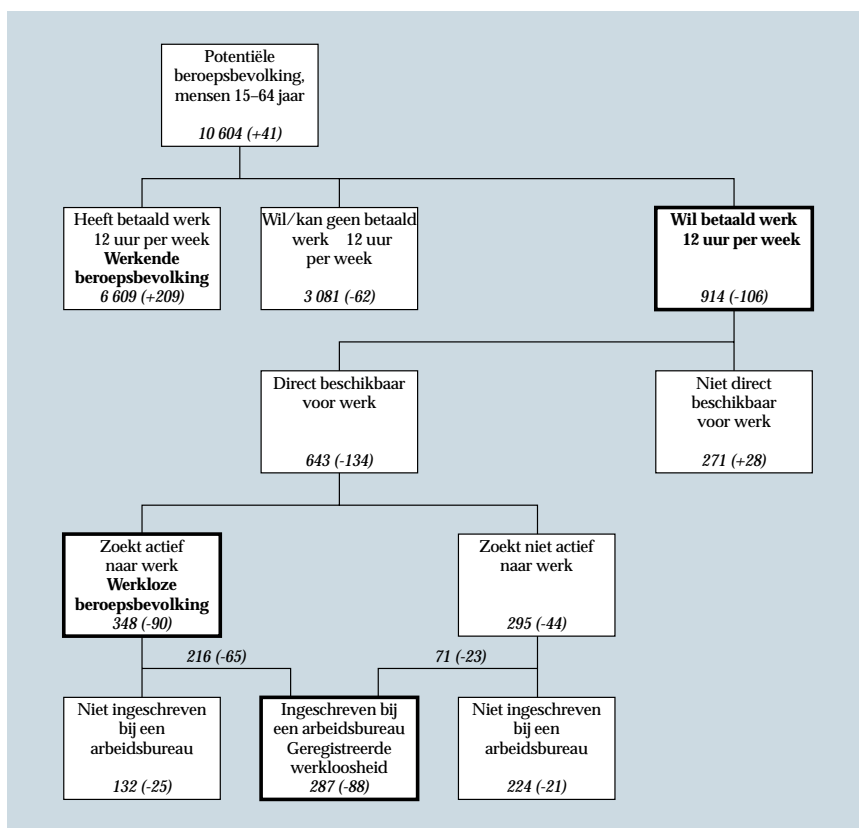 Potentiële
beroepsbevolking,
mensen 15–64 jaar
10 604 (+41)
Heeft betaald werk
12 uur per week
Werkende
beroepsbevolking
6 609 (+209)
Wil/kan geen betaald
werk 12 uur
per week
3 081 (-62)
Wil betaald werk
12 uur per week
914 (-106)
Direct beschikbaar
voor werk
643 (-134)
Niet direct
beschikbaar
voor werk
271 (+28)
Zoekt actief
naar werk
Werkloze
beroepsbevolking
348 (-90)
Zoekt niet actief
naar werk
295 (-44)
216 (-65)
71 (-23)
Niet ingeschreven
bij een
arbeidsbureau
132 (-25)
Ingeschreven bij
een arbeidsbureau
Geregistreerde
werkloosheid
287 (-88)
Niet ingeschreven
bij een
arbeidsbureau
224 (-21)